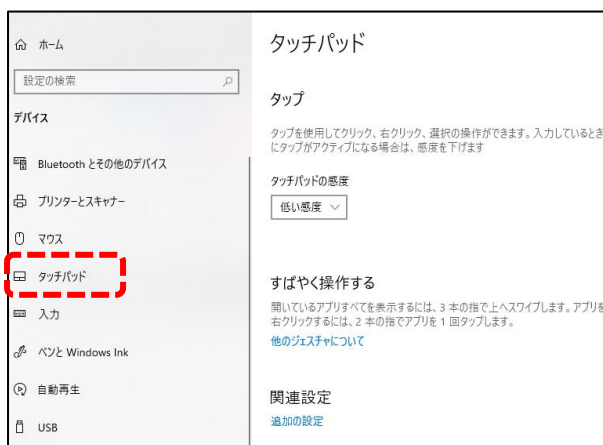 ホーム
設定の検索
デバイス
Bluetooth とその他のデバイス
プリンターとスキャナー
マウス
タッチパッド
入力
ペンと Windows Ink
自動再生
USB
タッチパッド
タップ
タップを使用してクリック、右クリック、選択の操作ができます。入力しているとき
にタップがアクティブになる場合は、感度を下げます
タッチパッドの感度
低い感度
すばやく操作する
開いているアプリすべてを表示するには、3 本の指で上へスワイプします。アプリを
右クリックするには、2 本の指でアプリを 1 回タップします。
他のジェスチャについて
関連設定
追加の設定